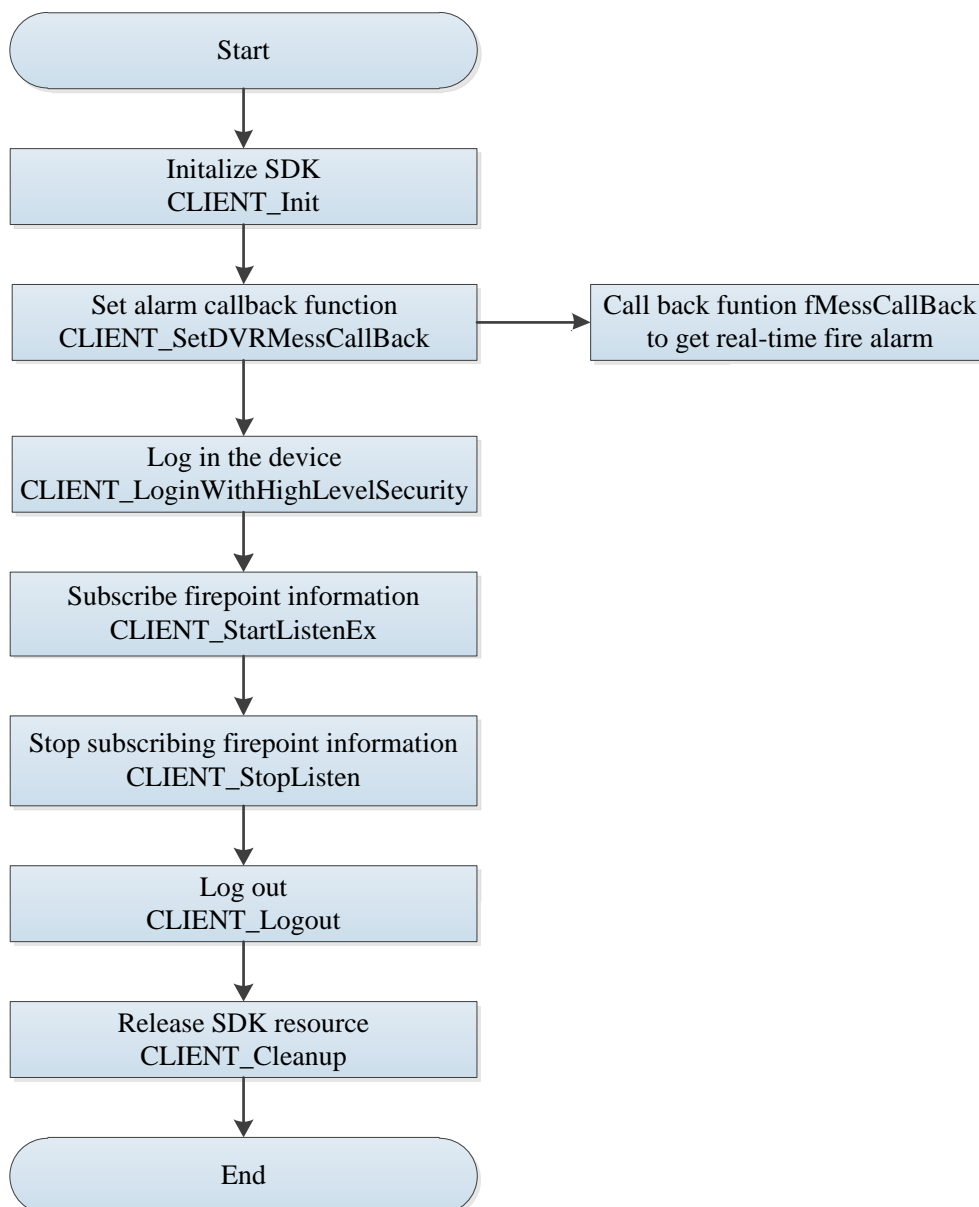 Start
Initalize SDK
CLIENT_Init
Set alarm callback function
CLIENT_SetDVRMessCallBack
Call back funtion fMessCallBack
to get real-time fire alarm
Log in the device
CLIENT_LoginWithHighLevelSecurity
Subscribe firepoint information
CLIENT_StartListenEx
Stop subscribing firepoint information
CLIENT_StopListen
Log out
CLIENT_Logout
Release SDK resource
CLIENT_Cleanup
End